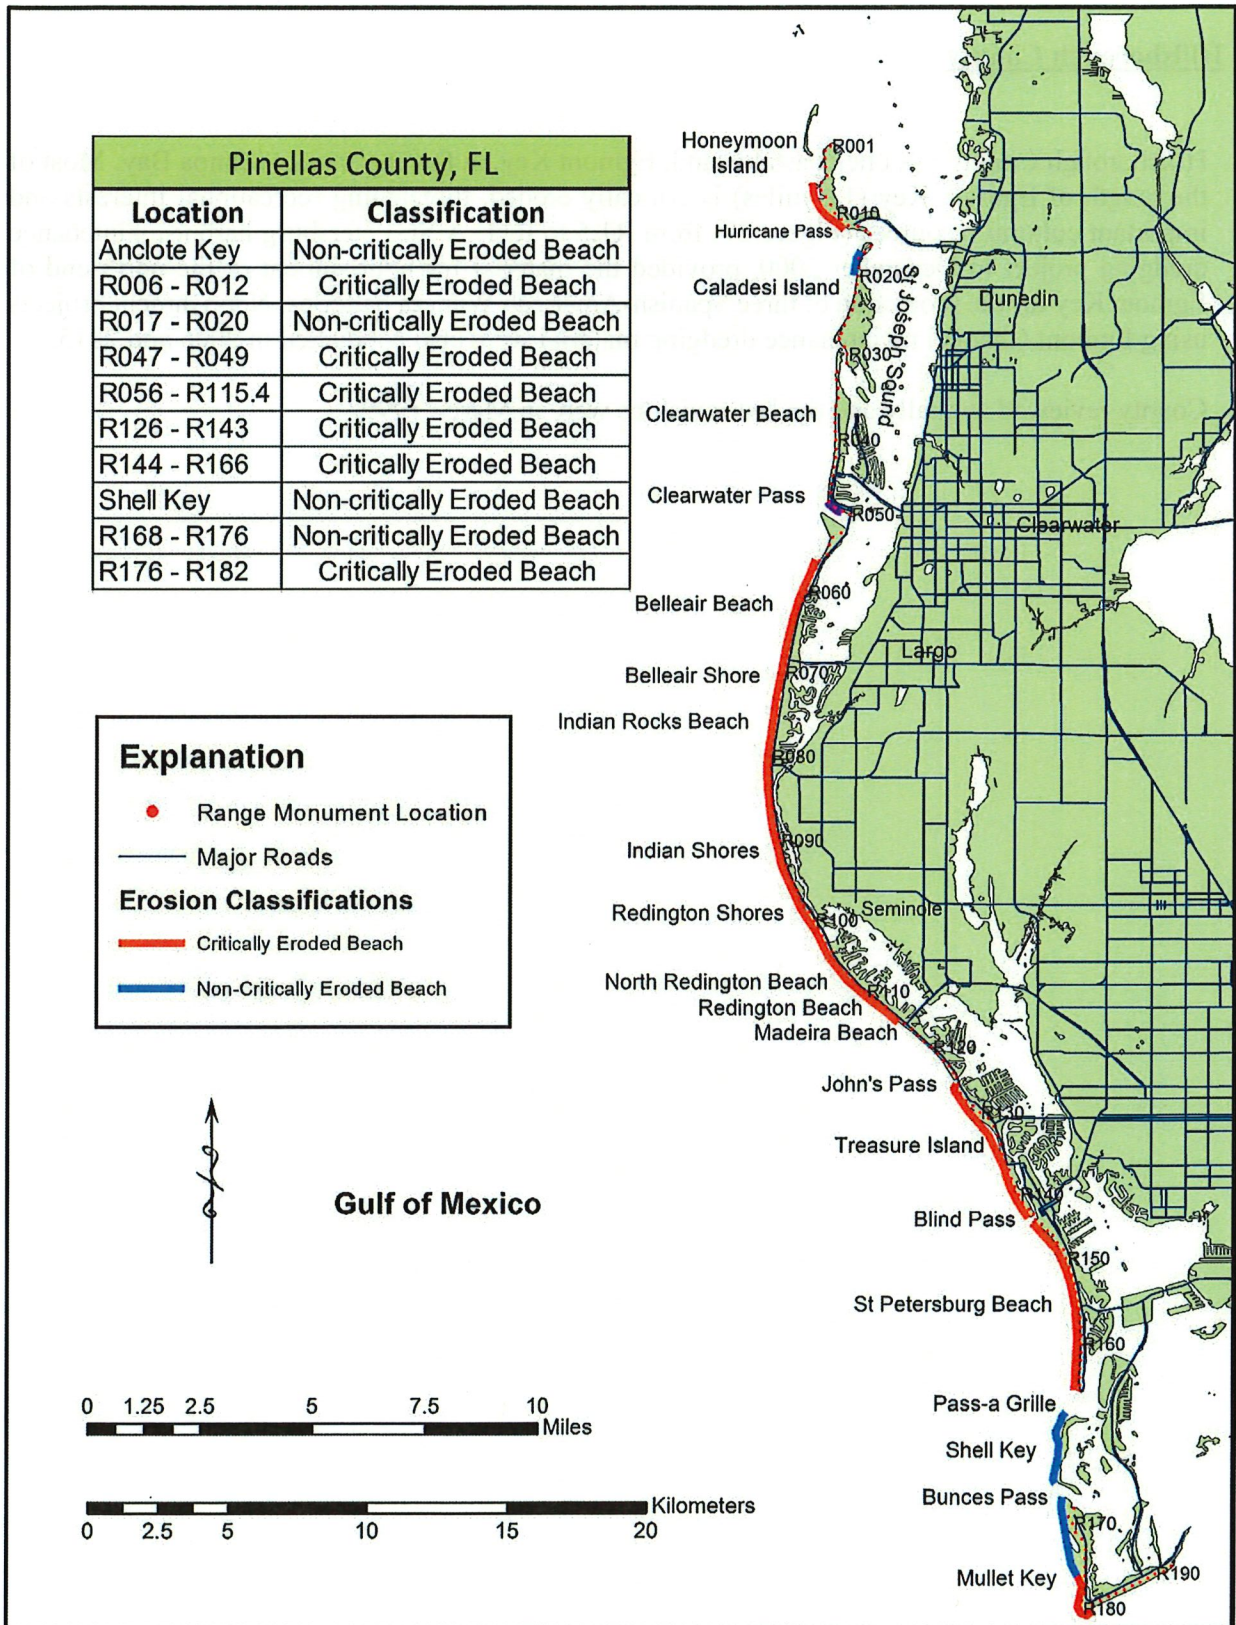 Pinellas County, FL
Location Classification
Anclote Key Non-critically Eroded Beach
R006 - R012 Critically Eroded Beach
R017 - R020 Non-critically Eroded Beach
R047 - R049 Critically Eroded Beach
R056 - R115.4 Critically Eroded Beach
R126 - R143 Critically Eroded Beach
R144 - R166 Critically Eroded Beach
Shell Key Non-critically Eroded Beach
R168 - R176 Non-critically Eroded Beach
R176 - R182 Critically Eroded Beach
Explanation
Range Monument Location
Major Roads
Erosion Classifications
Critically Eroded Beach
Non-Critically Eroded Beach
Gulf of Mexico
0 1.25 2.5 5 7.5 10
Miles
Kilometers
0 2.5 5 10 15 20
Honeymoon
Island
R001
R010
Hurricane Pass
R020
Caladesi Island
St Joseph Sound
Dunedin
R030
Clearwater Beach
R040
Clearwater Pass
R050
Clearwater
R060
Belleair Beach
Largo
Belleair Shore
R070
Indian Rocks Beach
R080
R090
Indian Shores
Redington Shores
R100
Seminole
North Redington Beach
R110
Redington Beach
Madeira Beach
R120
John's Pass
R130
Treasure Island
R140
Blind Pass
R150
St Petersburg Beach
R160
Pass-a Grille
Shell Key
Bunces Pass
R170
Mullet Key
R190
R180